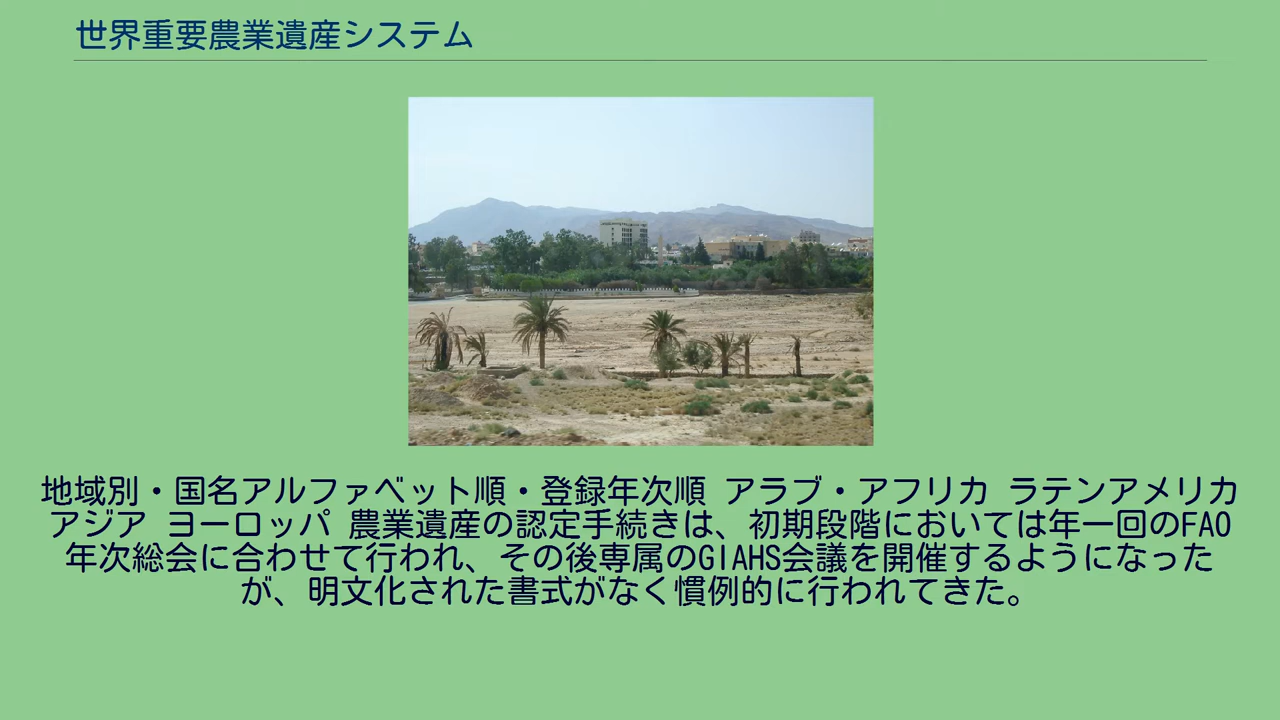 世界重要農業遺産システム
地域別・国名アルファベット順・登録年次順 アラブ・アフリカ ラテンアメリカ
アジア ヨーロッパ 農業遺産の認定手続きは、初期段階においては年一回のFAO
年次総会に合わせて行われ、その後専属のGIAHS会議を開催するようになった
が、明文化された書式がなく慣例的に行われてきた。